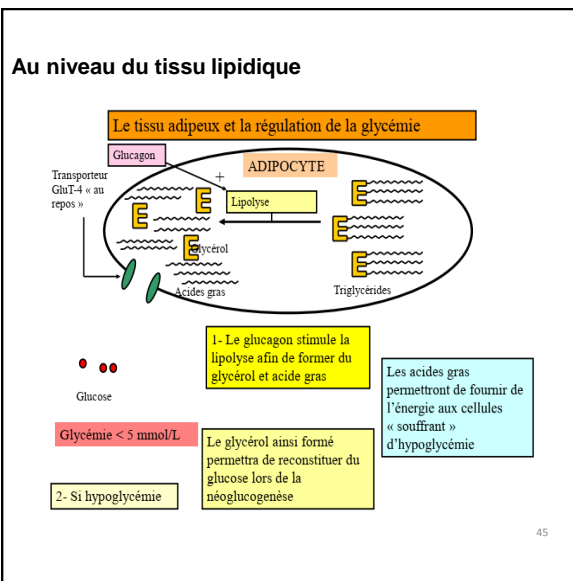 Au niveau du tissu lipidique
Le tissu adipeux et la régulation de la glycémie
Glucagon
Transporteur
GluT-4 « au
repos »
+
ADIPOCYTE
Lipolyse
Glycérol
Acides gras
Triglycérides
1- Le glucagon stimule la
lipolyse afin de former du
glycérol et acide gras
Les acides gras
permettront de fournir de
l'énergie aux cellules
« souffrant »
d'hypoglycémie
Glucose
Glycémie < 5 mmol/L
Le glycérol ainsi formé
permettra de reconstituer du
glucose lors de la
néoglucogenèse
2- Si hypoglycémie
45